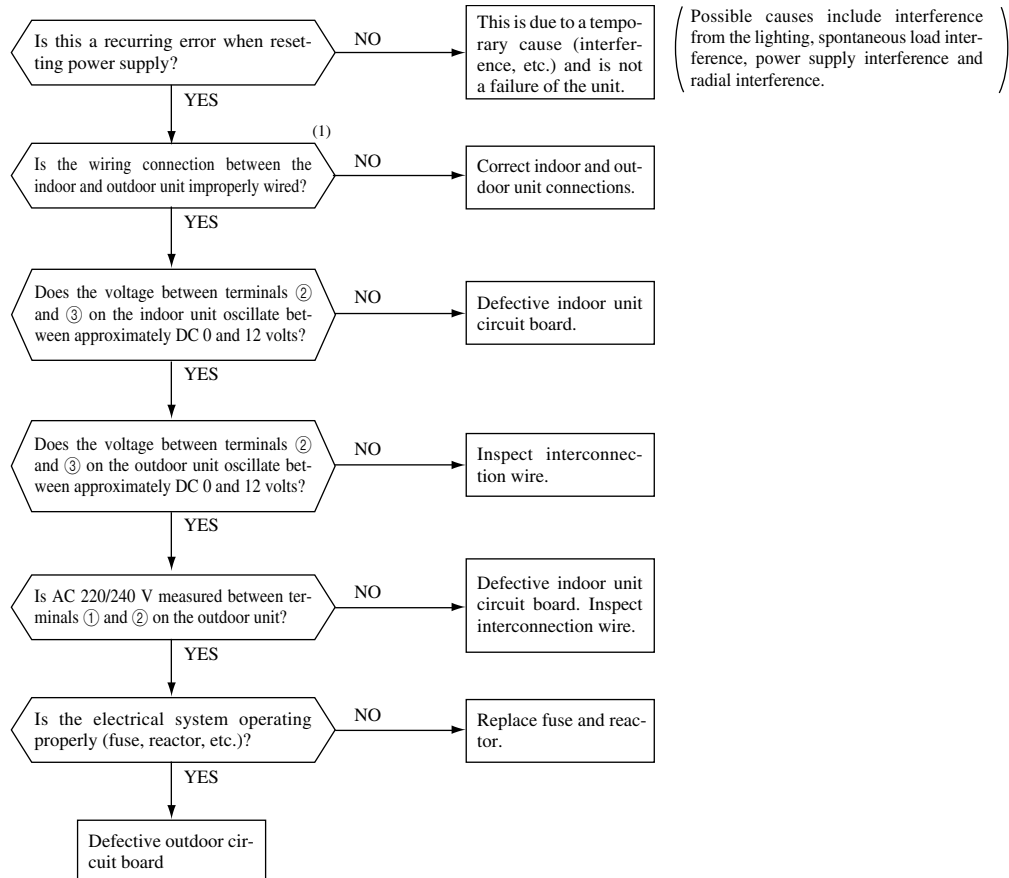 Is this a recurring error when reset-
ting power supply?
NO
This is due to a tempo-
rary cause (interfer-
ence, etc.) and is not
a failure of the unit.
Possible causes include interference
from the lighting, spontaneous load inter-
ference, power supply interference and
radial interference.
YES
(1)
Is the wiring connection between the
indoor and outdoor unit improperly wired?
NO
Correct indoor and out-
door unit connections.
YES
Does the voltage between terminals ②
and ③ on the indoor unit oscillate bet-
ween approximately DC 0 and 12 volts?
NO
Defective indoor unit
circuit board.
YES
Does the voltage between terminals ②
and ③ on the outdoor unit oscillate bet-
ween approximately DC 0 and 12 volts?
NO
Inspect interconnec-
tion wire.
YES
Is AC 220/240 V measured between ter-
minals ① and ② on the outdoor unit?
NO
Defective indoor unit
circuit board. Inspect
interconnection wire.
YES
Is the electrical system operating
properly (fuse, reactor, etc.)?
NO
Replace fuse and reac-
tor.
YES
Defective outdoor cir-
cuit board